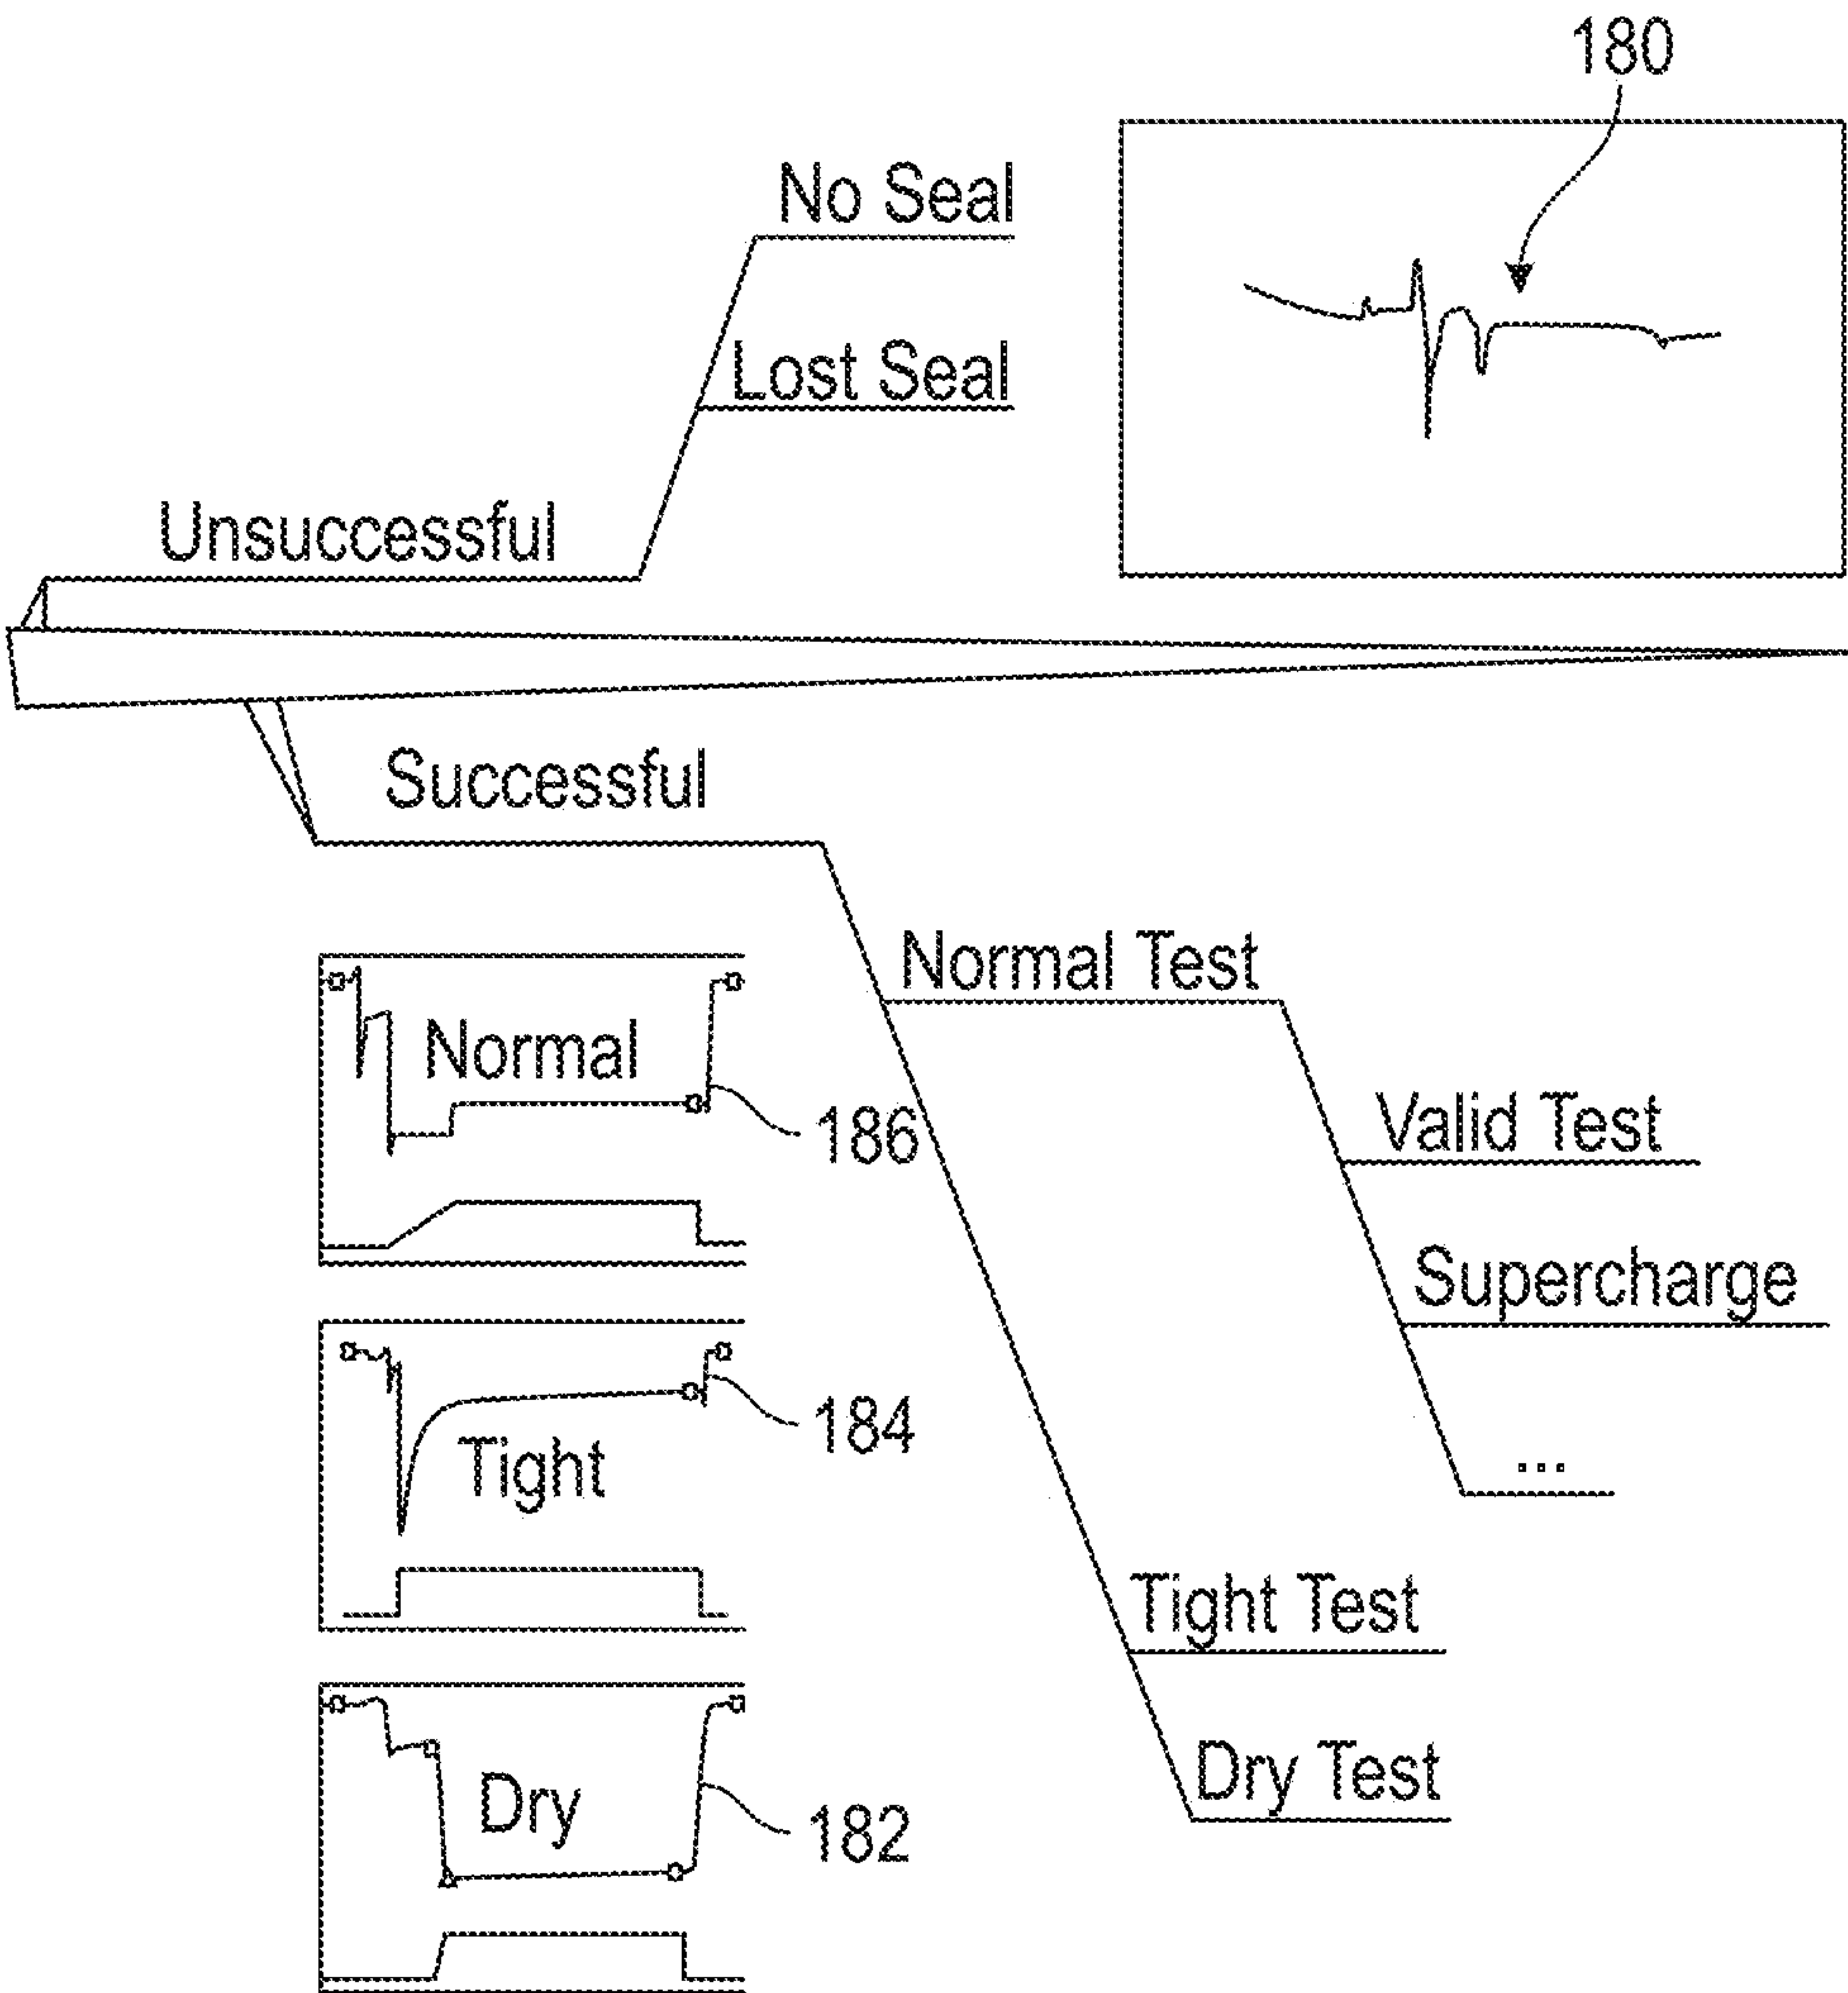 180
No Seal
Lost Seal
Unsuccessful
Successful
Normal Test
Normal
186
Valid Test
Supercharge
184
Tight
...
Tight Test
Dry Test
Dry
182